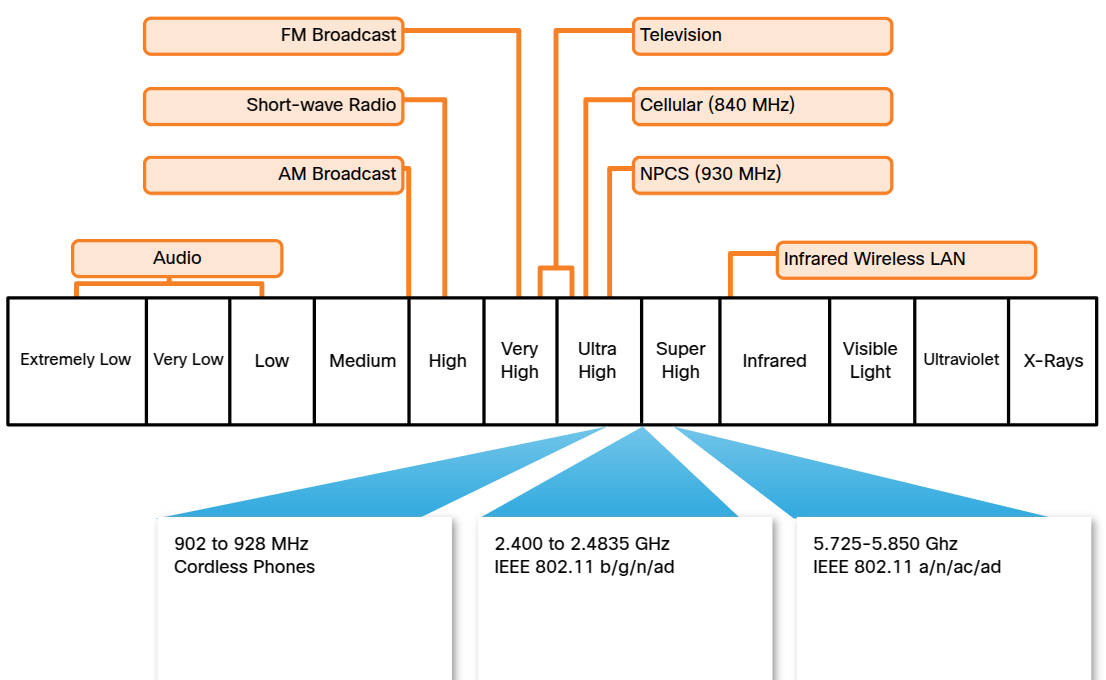 FM Broadcast
Television
Short-wave Radio
Cellular (840 MHz)
AM Broadcast
NPCS (930 MHz)
Audio
Infrared Wireless LAN
Extremely Low
Very Low
Low
Medium
High
Very
High
Ultra
High
Super
High
Infrared
Visible
Light
Ultraviolet
X-Rays
902 to 928 MHz
Cordless Phones
2.400 to 2.4835 GHz
IEEE 802.11 b/g/n/ad
5.725-5.850 Ghz
IEEE 802.11 a/n/ac/ad